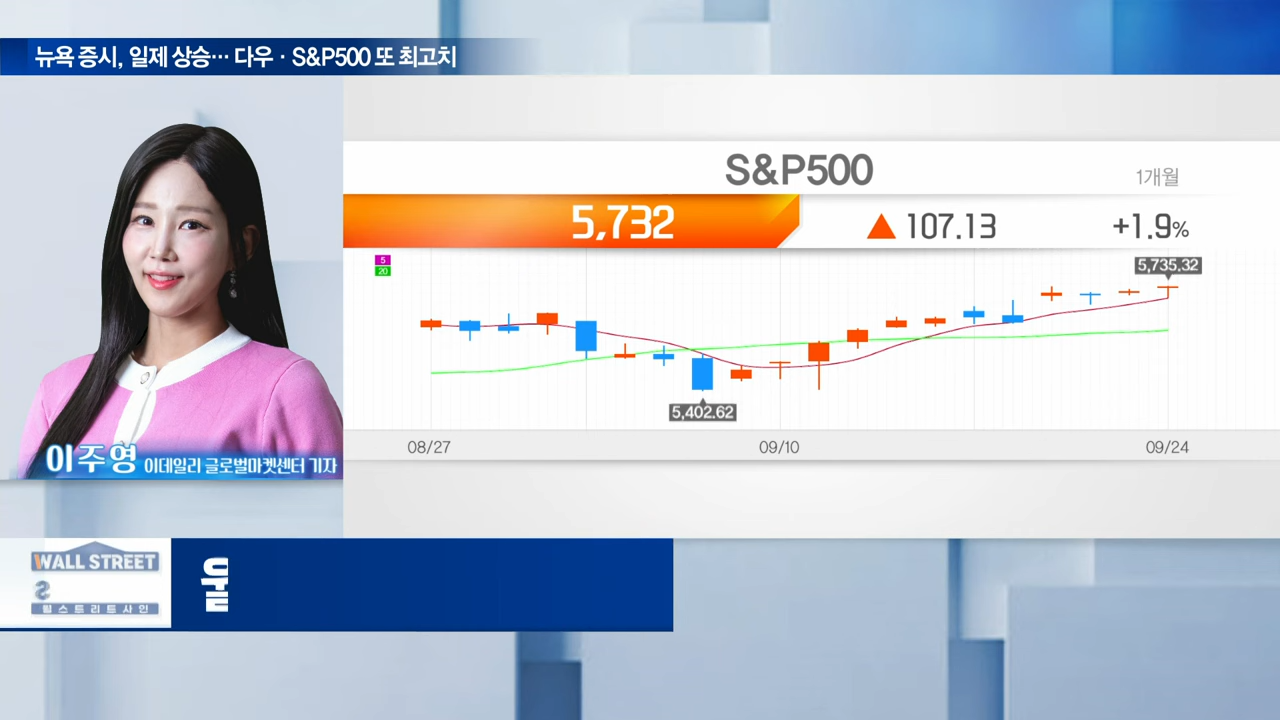 뉴욕 증시, 일제 상승… 다우 · S&P500 또 최고치
S&P500
1개월
5,732
▲ 107.13
+1.9%
5
20
5,735.32
5,402.62
08/27
09/10
09/24
이주영 이데일리 글로벌마켓센터 기자
WALL STREET
월스트리트사인